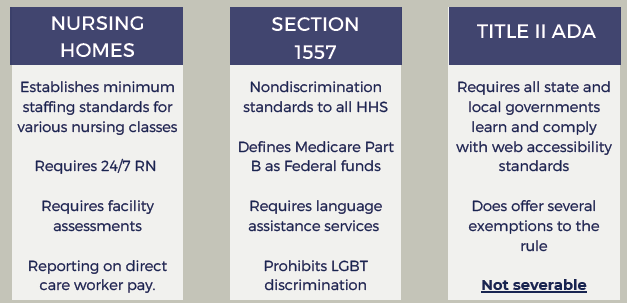 NURSING
HOMES
Establishes minimum
staffing standards for
various nursing classes
Requires 24/7 RN
Requires facility
assessments
Reporting on direct
care worker pay.
SECTION
1557
Nondiscrimination
standards to all HHS
Defines Medicare Part
B as Federal funds
Requires language
assistance services
Prohibits LGBT
discrimination
TITLE II ADA
Requires all state and
local governments
learn and comply
with web accessibility
standards
Does offer several
exemptions to the
rule
Not severable